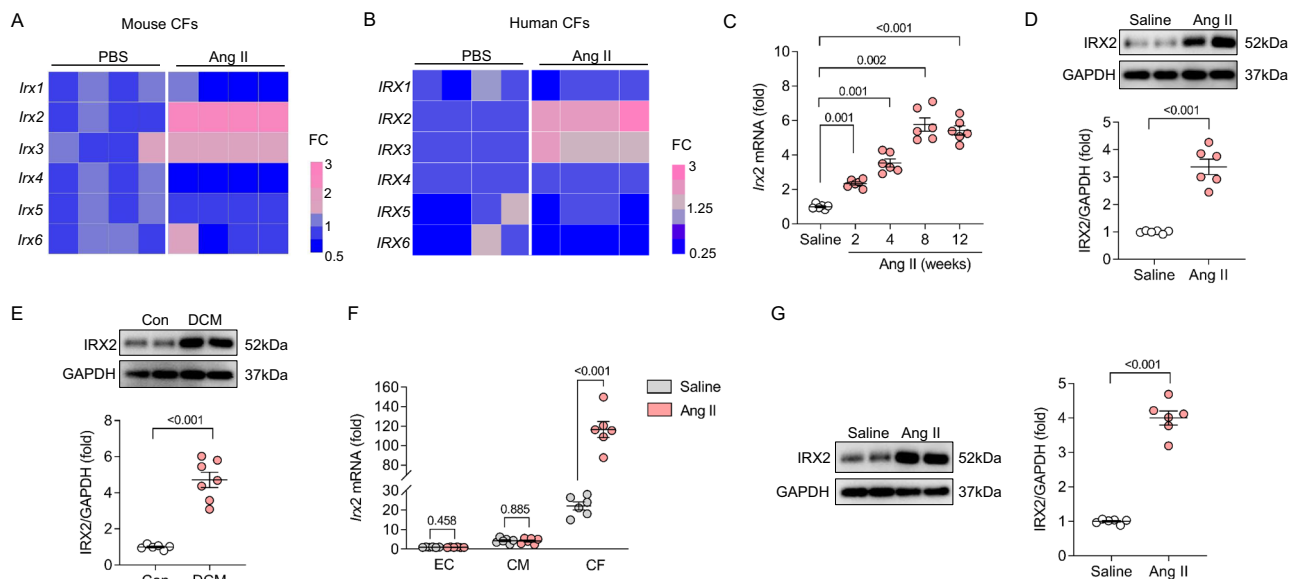 A
Mouse CFs
PBS
Ang II
Irx1
Irx2
Irx3
Irx4
Irx5
Irx6
FC
3
2
1
0.5
B
Human CFs
PBS
Ang II
IRX1
IRX2
IRX3
IRX4
IRX5
IRX6
FC
3
1.25
0.25
C
Irx2 mRNA (fold)
10
8
6
4
2
0
<0.001
0.002
0.001
0.001
Saline
2
4
8
12
Ang II (weeks)
D
Saline
Ang II
IRX2
52kDa
GAPDH
37kDa
IRX2/GAPDH (fold)
5
4
3
2
1
0
<0.001
Saline
Ang II
E
Con
DCM
IRX2
52kDa
GAPDH
37kDa
IRX2/GAPDH (fold)
8
6
4
2
0
<0.001
Con
DCM
F
Irx2 mRNA (fold)
160
140
120
100
80
30
20
10
0
0.458
0.885
<0.001
EC
CM
CF
Saline
Ang II
G
Saline
Ang II
IRX2
52kDa
GAPDH
37kDa
IRX2/GAPDH (fold)
5
4
3
2
1
0
<0.001
Saline
Ang II